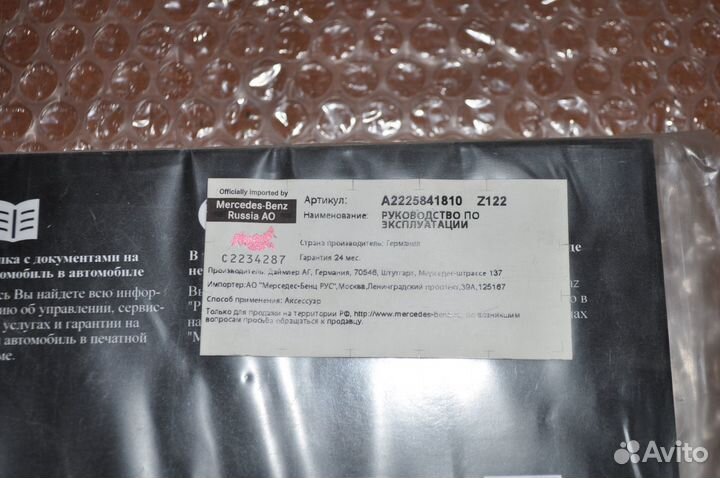 Officially imported by
Mercedes-Benz
Russia AO
C2234287
Артикул: A2225841810 Z122
Наименование: РУКОВОДСТВО ПО
ЭКСПЛУАТАЦИИ
Страна производитель: Германия
Гарантия 24 мес.
Производитель: Даймлер АГ, Германия, 70546, Штутгарт, Мерседес-штрассе 137
Импортер:АО "Мерседес-Бенц РУС",Москва,Ленинградский проспект,39А,125167
Способ применения: Аксессуар
Только для продажи на территории РФ, http://www.mercedes-benz.ru, по возникшим
вопросам просьба обращаться к продавцу.
с документами на
автомобиле
Вы найдете всю инфор-
об управлении, сервис-
услугах и гарантии на
автомобиль в печатной
Avito